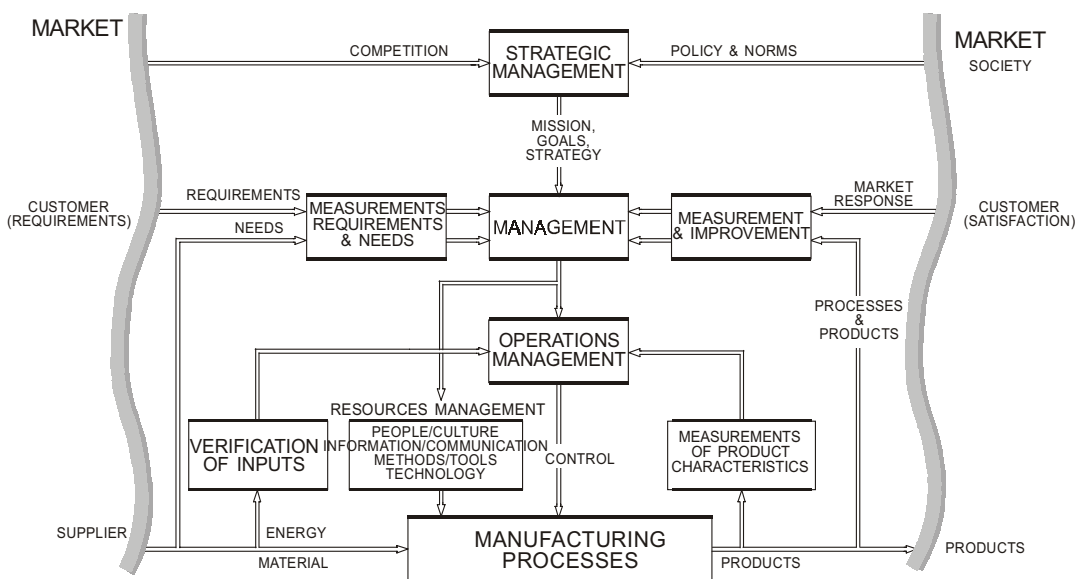 MARKET
COMPETITION
STRATEGIC
MANAGEMENT
POLICY & NORMS
MARKET
SOCIETY
MISSION,
GOALS,
STRATEGY
CUSTOMER
(REQUIREMENTS)
REQUIREMENTS
NEEDS
MEASUREMENTS
REQUIREMENTS
& NEEDS
MANAGEMENT
MEASUREMENT
& IMPROVEMENT
MARKET
RESPONSE
CUSTOMER
(SATISFACTION)
PROCESSES
&
PRODUCTS
OPERATIONS
MANAGEMENT
RESOURCES MANAGEMENT
VERIFICATION
OF INPUTS
PEOPLE/CULTURE
INFORMATION/COMMUNICATION
METHODS/TOOLS
TECHNOLOGY
CONTROL
MEASUREMENTS
OF PRODUCT
CHARACTERISTICS
SUPPLIER
ENERGY
MATERIAL
MANUFACTURING
PROCESSES
PRODUCTS
PRODUCTS